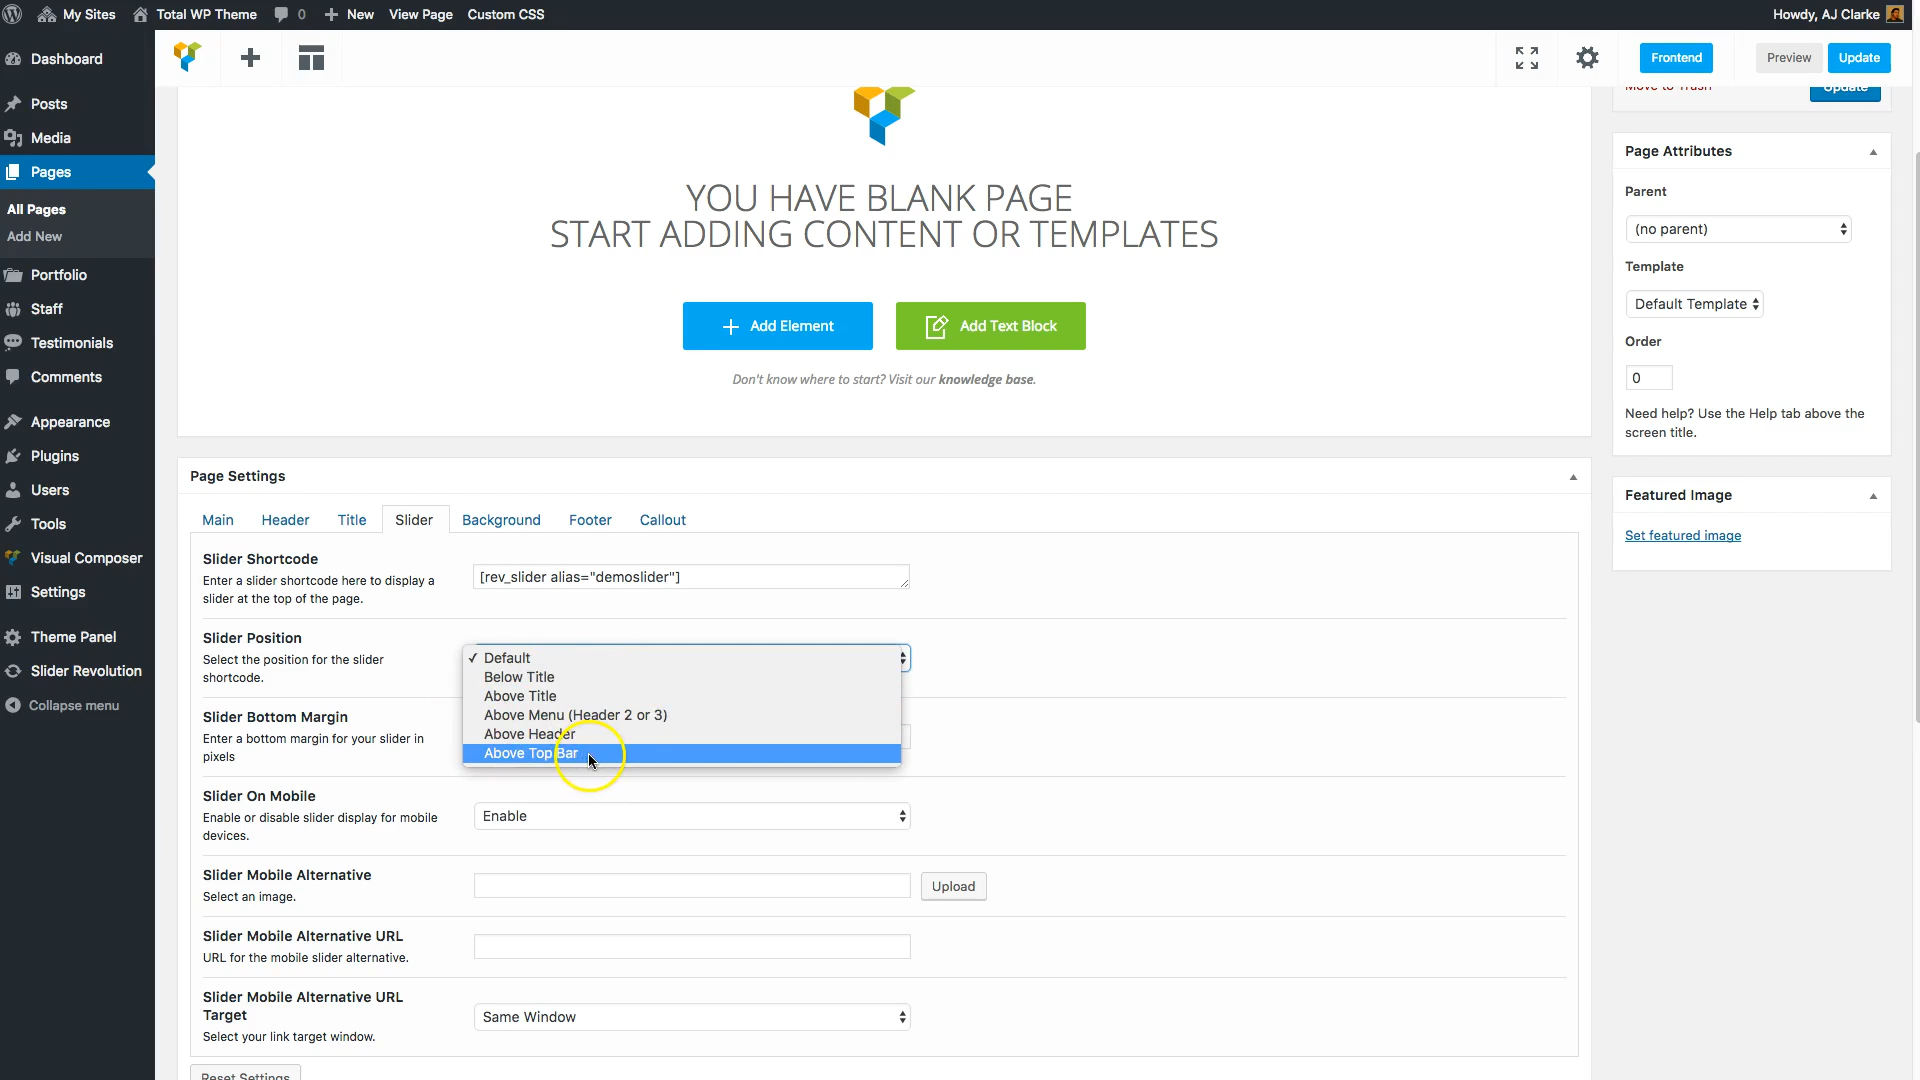 My Sites
Total WP Theme
0
New
View Page
Custom CSS
Howdy, AJ Clarke
Dashboard
Posts
Media
Pages
All Pages
Add New
Portfolio
Staff
Testimonials
Comments
Appearance
Plugins
Users
Tools
Visual Composer
Settings
Theme Panel
Slider Revolution
Collapse menu
Frontend
Preview
Update
YOU HAVE BLANK PAGE
START ADDING CONTENT OR TEMPLATES
Add Element
Add Text Block
Don't know where to start? Visit our knowledge base.
Page Settings
Main
Header
Title
Slider
Background
Footer
Callout
Slider Shortcode
Enter a slider shortcode here to display a
slider at the top of the page.
[rev_slider alias="demoslider"]
Slider Position
Select the position for the slider
shortcode.
✓ Default
Below Title
Above Title
Above Menu (Header 2 or 3)
Above Header
Above Top Bar
Slider Bottom Margin
Enter a bottom margin for your slider in
pixels
Slider On Mobile
Enable or disable slider display for mobile
devices.
Enable
Slider Mobile Alternative
Select an image.
Upload
Slider Mobile Alternative URL
URL for the mobile slider alternative.
Slider Mobile Alternative URL
Target
Select your link target window.
Same Window
Reset Settings
Move to Trash
Update
Page Attributes
Parent
(no parent)
Template
Default Template
Order
0
Need help? Use the Help tab above the
screen title.
Featured Image
Set featured image